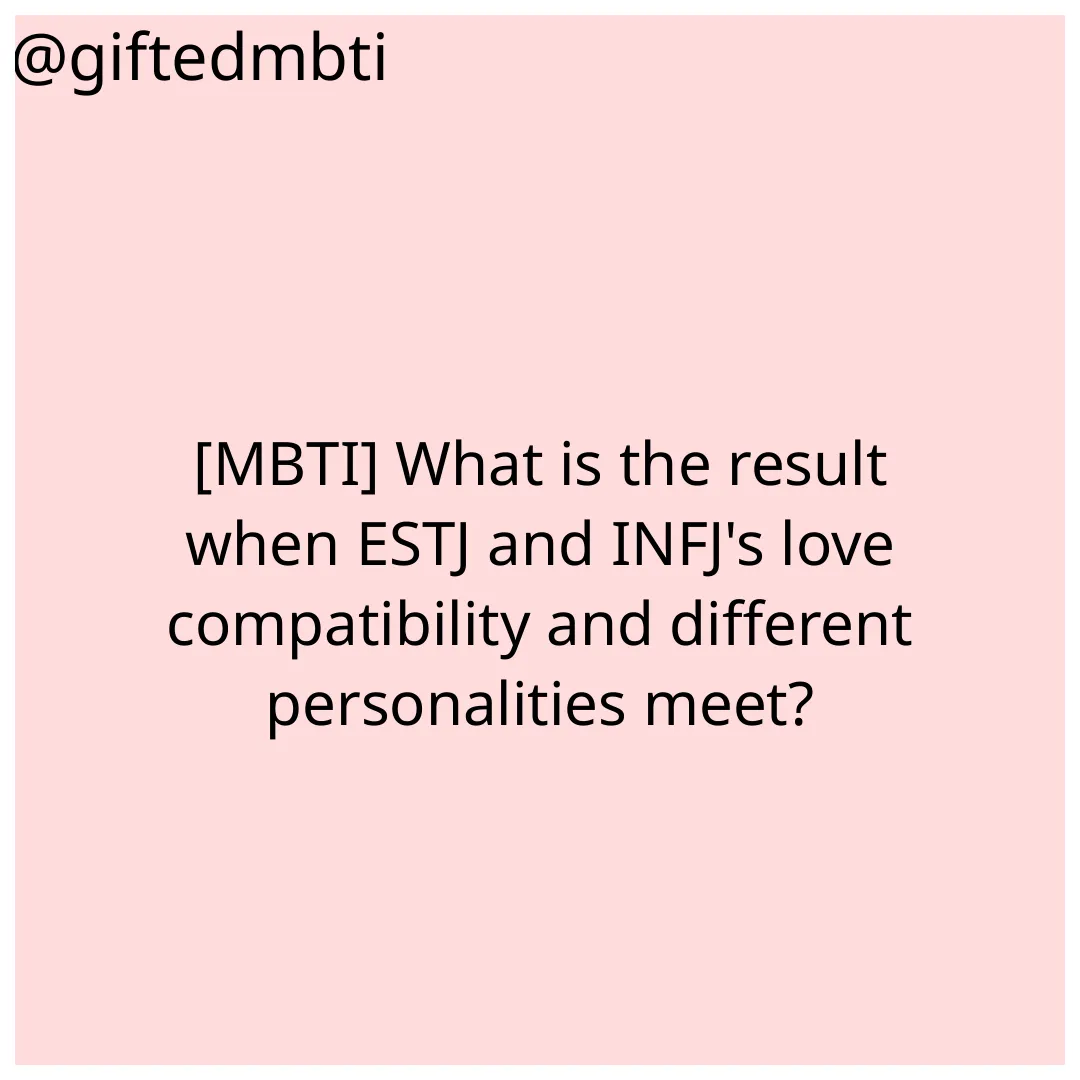 @giftedmbti
[MBTI] What is the result
when ESTJ and INFJ's love
compatibility and different
personalities meet?